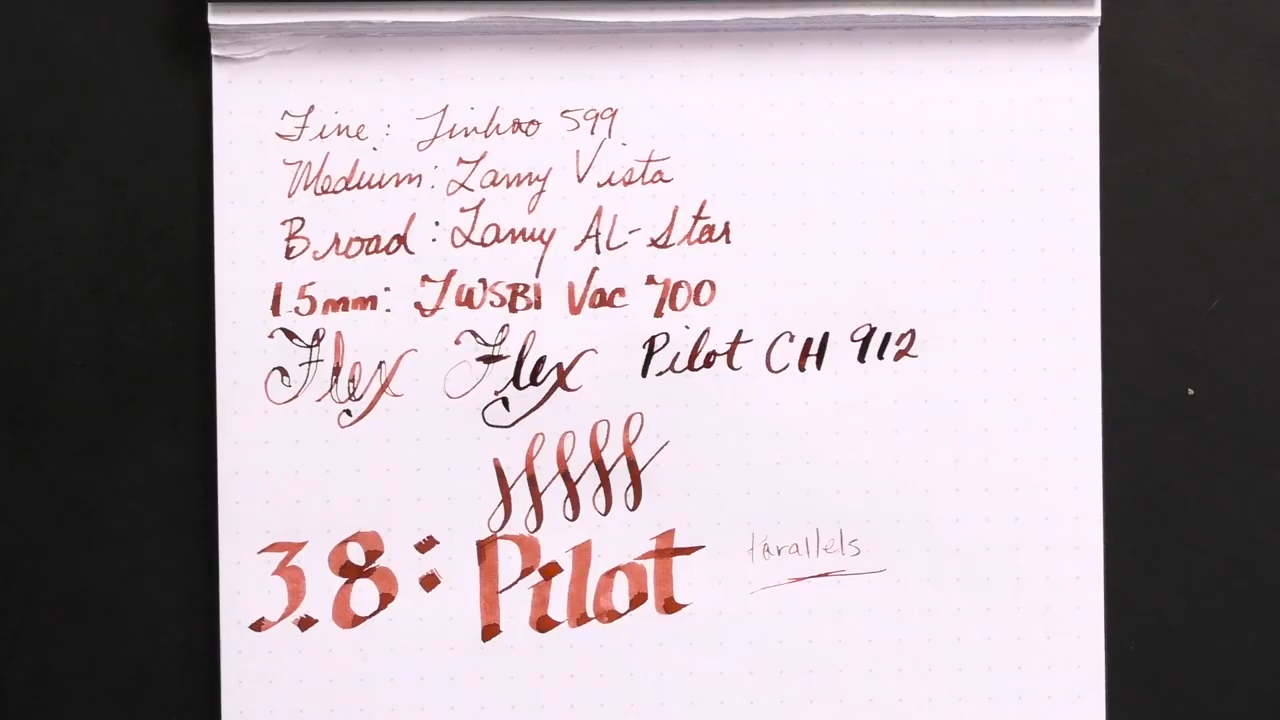 Fine: Jinhao 599
Medium: Lamy Vista
Broad: Lamy AL-Star
1.5mm: TWSBI Vac 700
Flex Flex Pilot CH 912
3.8: Pilot Parallels